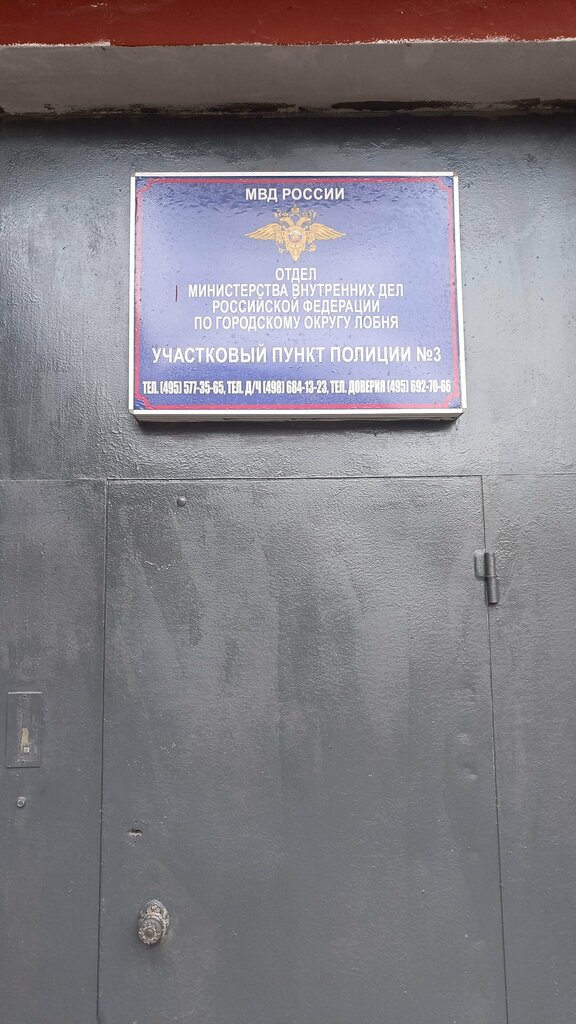 МВД РОССИИ
ОТДЕЛ
МИНИСТЕРСТВА ВНУТРЕННИХ ДЕЛ
РОССИЙСКОЙ ФЕДЕРАЦИИ
ПО ГОРОДСКОМУ ОКРУГУ ЛОБНЯ
УЧАСТКОВЫЙ ПУНКТ ПОЛИЦИИ №3
ТЕЛ. (495) 577-35-65, ТЕЛ. Д/Ч (498) 684-13-23, ТЕЛ. ДОВЕРИЯ (495) 692-70-66